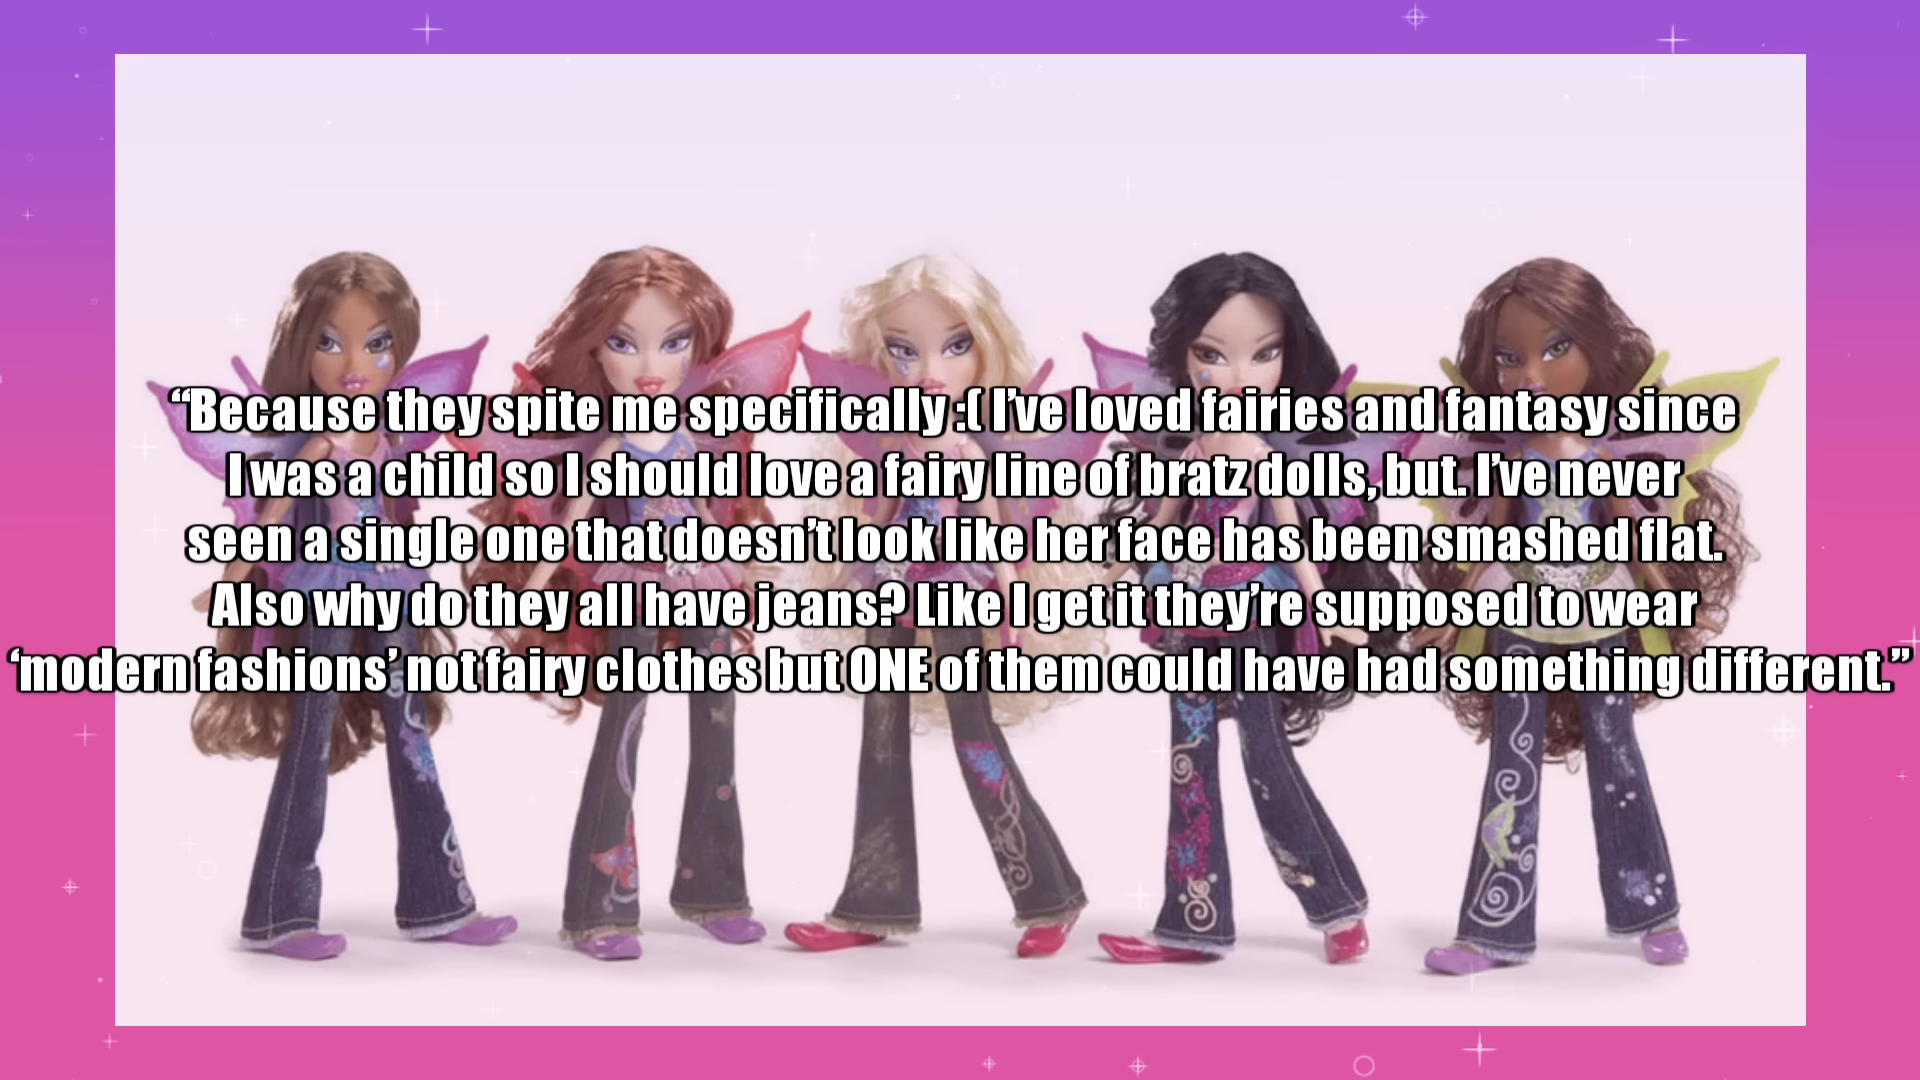 “Because they spite me specifically :( I’ve loved fairies and fantasy since
I was a child so I should love a fairy line of bratz dolls, but. I’ve never
seen a single one that doesn’t look like her face has been smashed flat.
Also why do they all have jeans? Like I get it they’re supposed to wear
‘modern fashions’ not fairy clothes but ONE of them could have had something different.”